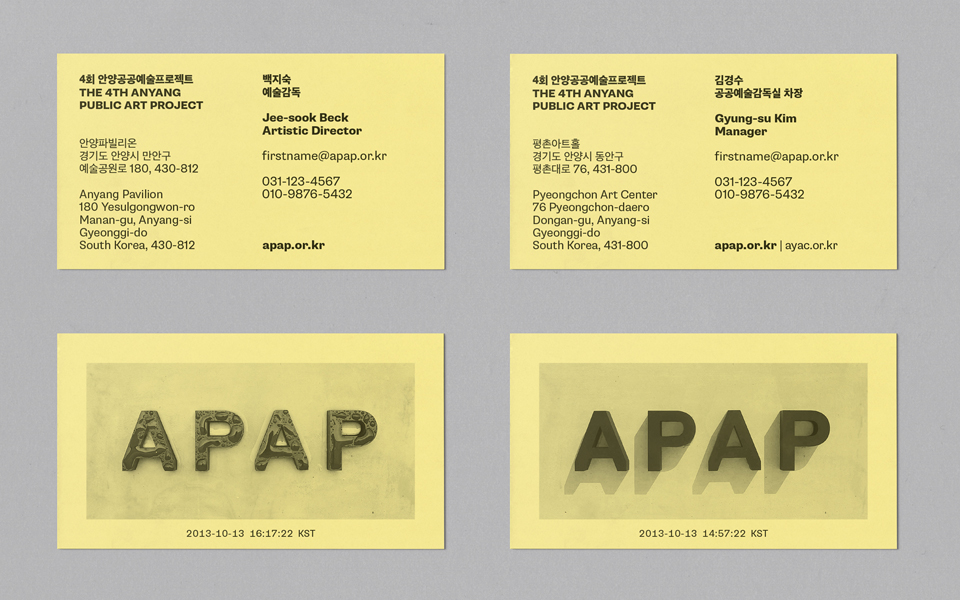 4회 안양공공예술프로젝트
THE 4TH ANYANG
PUBLIC ART PROJECT
안양파빌리온
경기도 안양시 만안구
예술공원로 180, 430-812
Anyang Pavilion
180 Yesulgongwon-ro
Manan-gu, Anyang-si
Gyeonggi-do
South Korea, 430-812
백지숙
예술감독
Jee-sook Beck
Artistic Director
firstname@apap.or.kr
031-123-4567
010-9876-5432
apap.or.kr
4회 안양공공예술프로젝트
THE 4TH ANYANG
PUBLIC ART PROJECT
평촌아트홀
경기도 안양시 동안구
평촌대로 76, 431-800
Pyeongchon Art Center
76 Pyeongchon-daero
Dongan-gu, Anyang-si
Gyeonggi-do
South Korea, 431-800
김경수
공공예술감독실 차장
Gyung-su Kim
Manager
firstname@apap.or.kr
031-123-4567
010-9876-5432
apap.or.kr | ayac.or.kr
APAP
2013-10-13 16:17:22 KST
APAP
2013-10-13 14:57:22 KST